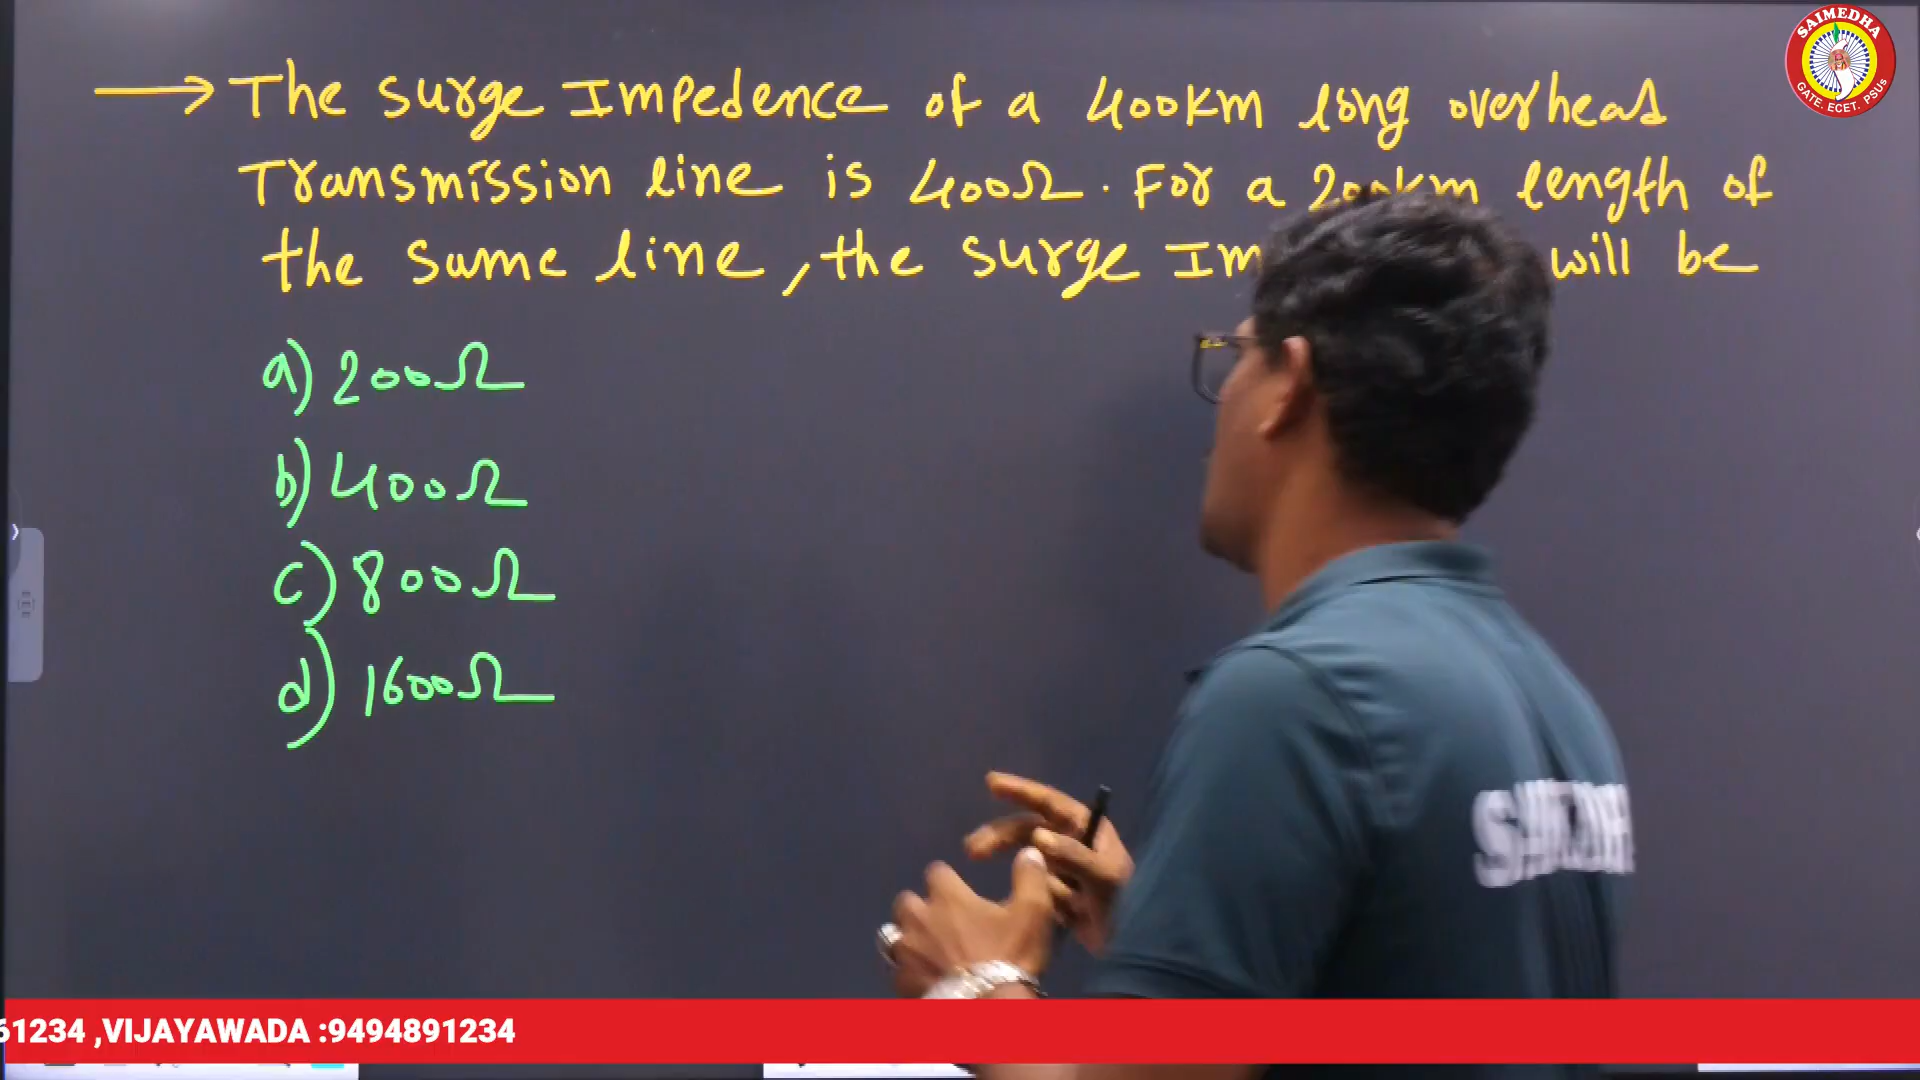 → The surge Impedence of a 400km long overhead
Transmission line is 400Ω. For a 200km length of
the same line, the surge Im will be
a) 200Ω
b) 400Ω
c) 800Ω
d) 1600Ω
SAIMEDHA
GATE. ECET. PSUs
61234 ,VIJAYAWADA :9494891234